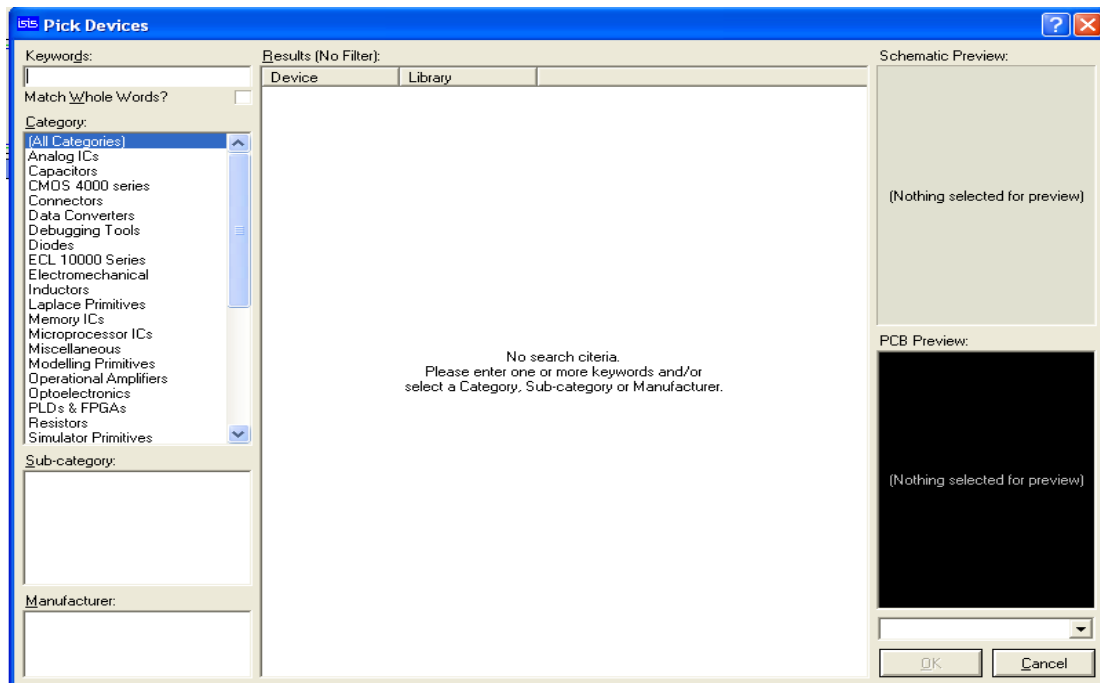 isis Pick Devices
Keywords:
Match Whole Words?
Category:
(All Categories)
Analog ICs
Capacitors
CMOS 4000 series
Connectors
Data Converters
Debugging Tools
Diodes
ECL 10000 Series
Electromechanical
Inductors
Laplace Primitives
Memory ICs
Microprocessor ICs
Miscellaneous
Modelling Primitives
Operational Amplifiers
Optoelectronics
PLDs & FPGAs
Resistors
Simulator Primitives
Sub-category:
Manufacturer:
Results (No Filter):
Device Library
No search citeria.
Please enter one or more keywords and/or
select a Category, Sub-category or Manufacturer.
Schematic Preview:
(Nothing selected for preview)
PCB Preview:
(Nothing selected for preview)
OK Cancel